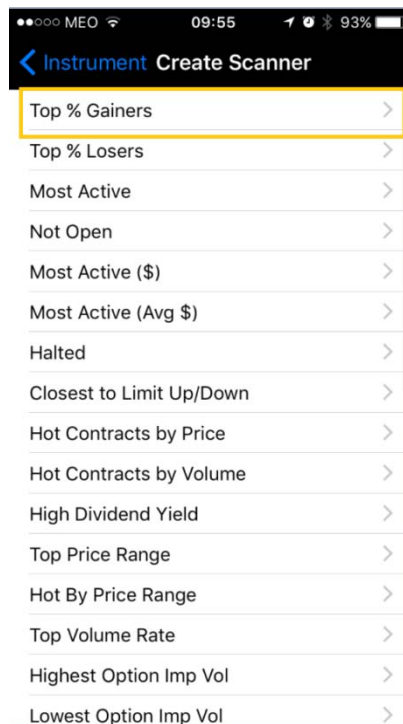 MEO 09:55 93%
Instrument Create Scanner
Top % Gainers
Top % Losers
Most Active
Not Open
Most Active ($)
Most Active (Avg $)
Halted
Closest to Limit Up/Down
Hot Contracts by Price
Hot Contracts by Volume
High Dividend Yield
Top Price Range
Hot By Price Range
Top Volume Rate
Highest Option Imp Vol
Lowest Option Imp Vol